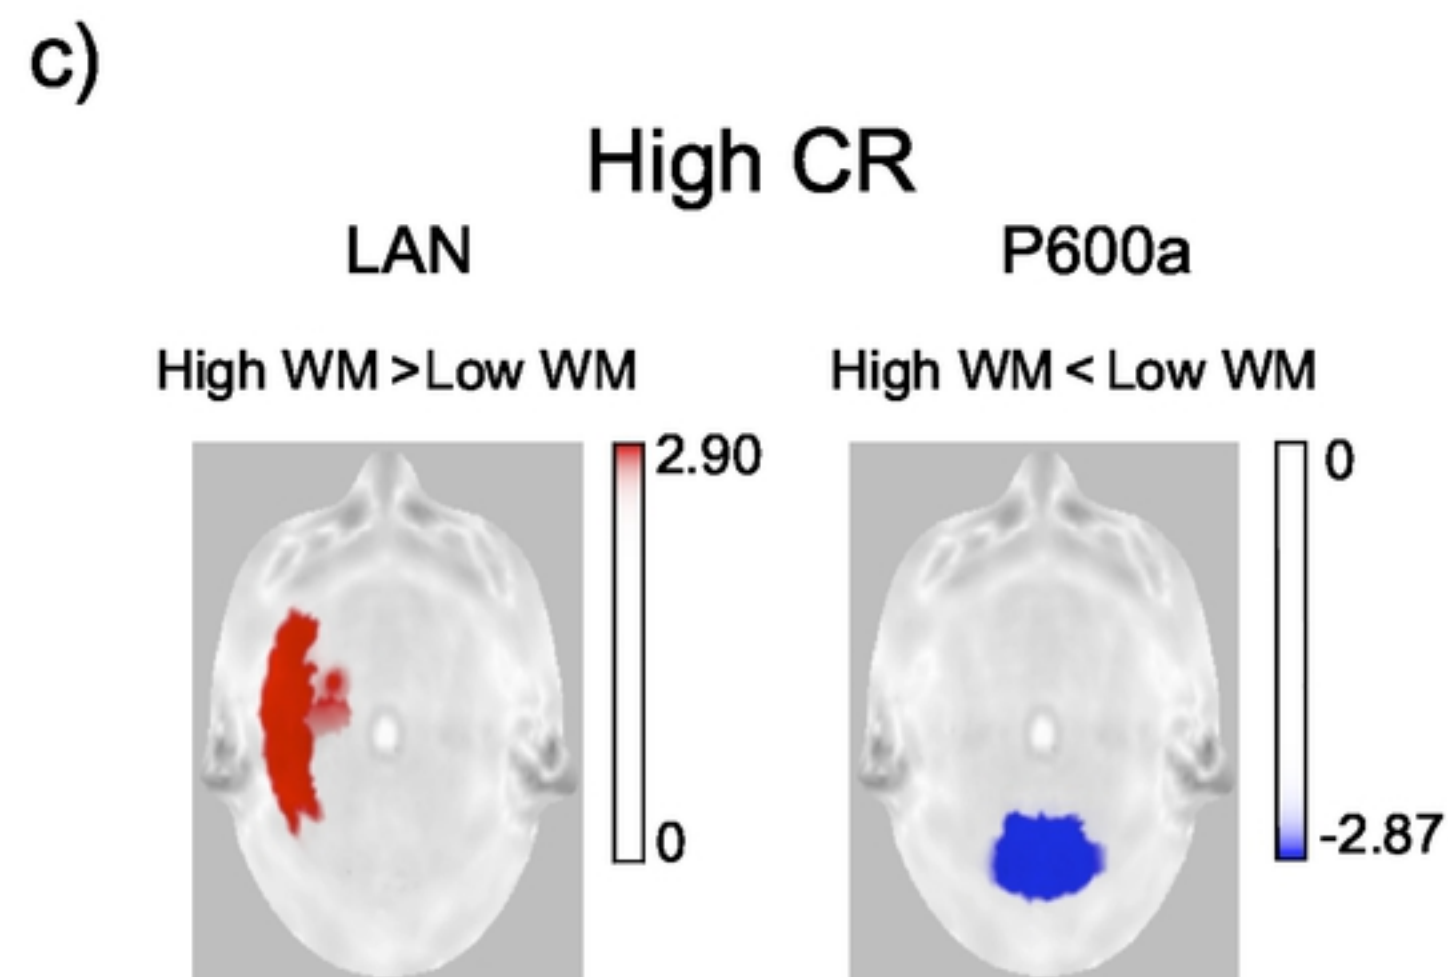 c)
High CR
LAN
P600a
High WM > Low WM
High WM < Low WM
2.90
0
0
-2.87